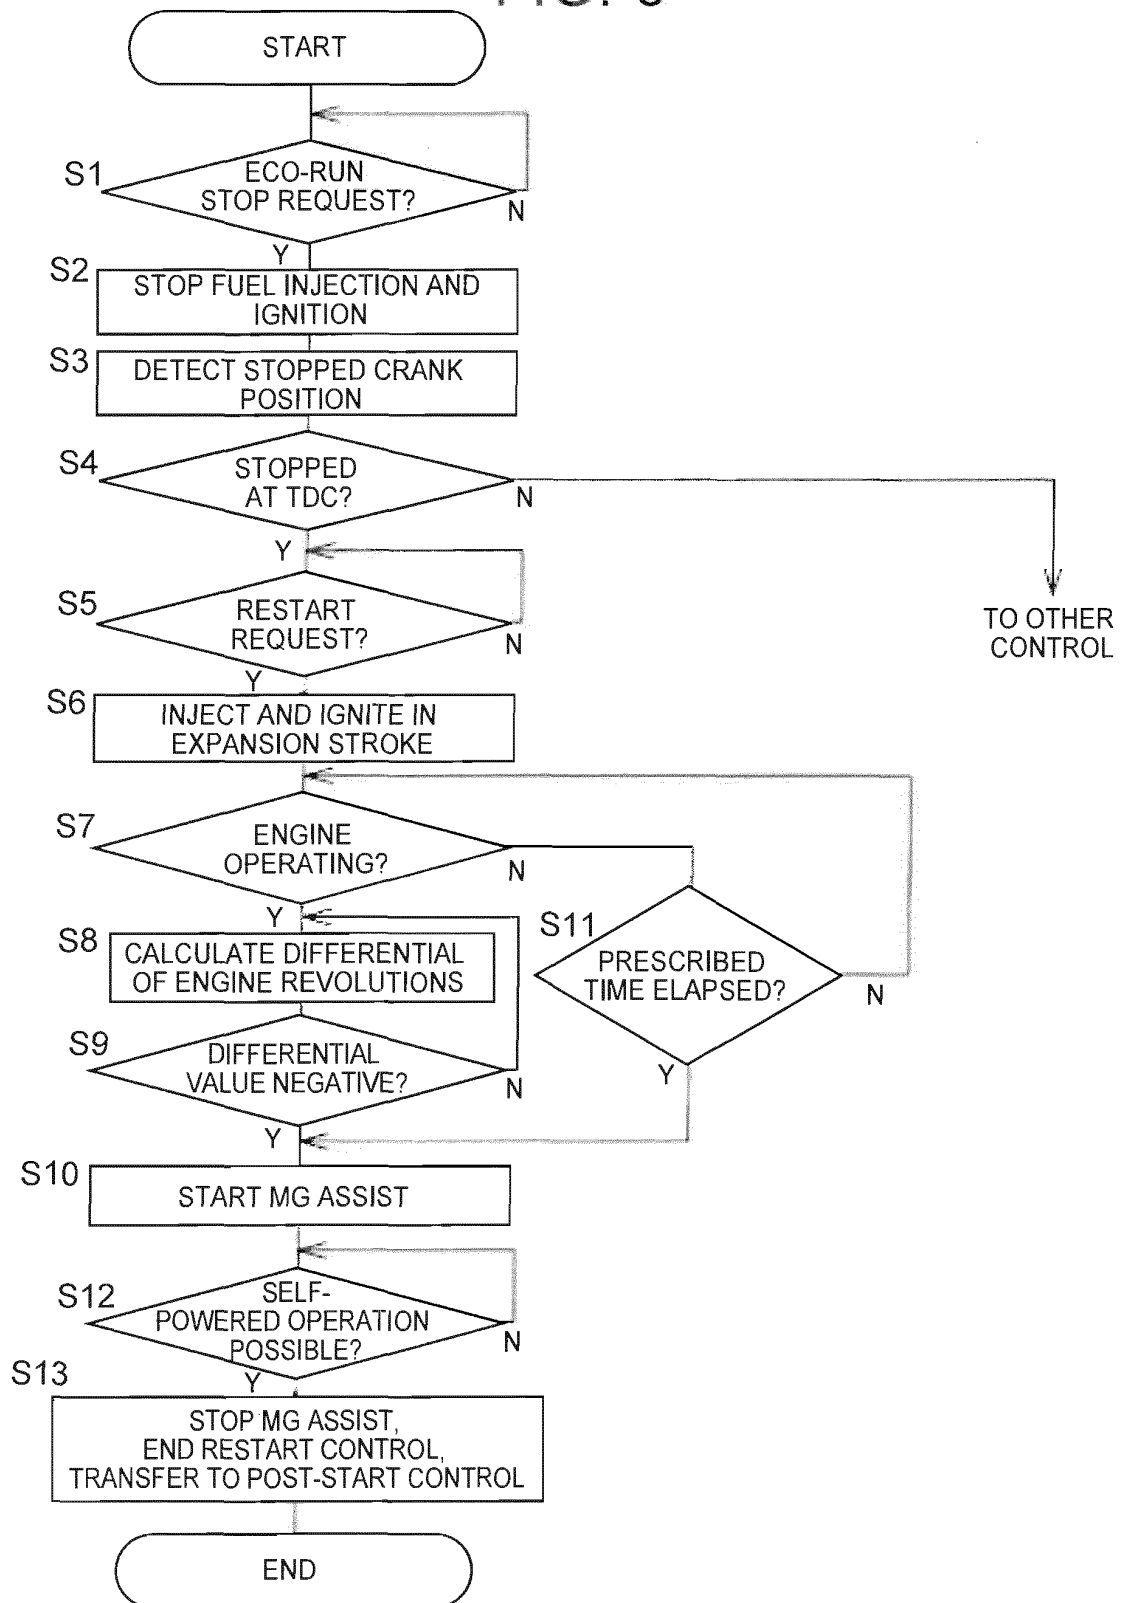 START
S1
ECO-RUN
STOP REQUEST?
N
Y
S2
STOP FUEL INJECTION AND
IGNITION
S3
DETECT STOPPED CRANK
POSITION
S4
STOPPED
AT TDC?
N
Y
TO OTHER
CONTROL
S5
RESTART
REQUEST?
N
Y
S6
INJECT AND IGNITE IN
EXPANSION STROKE
S7
ENGINE
OPERATING?
N
Y
S8
CALCULATE DIFFERENTIAL
OF ENGINE REVOLUTIONS
S11
PRESCRIBED
TIME ELAPSED?
N
Y
S9
DIFFERENTIAL
VALUE NEGATIVE?
N
Y
S10
START MG ASSIST
S12
SELF-
POWERED OPERATION
POSSIBLE?
N
Y
S13
STOP MG ASSIST,
END RESTART CONTROL,
TRANSFER TO POST-START CONTROL
END